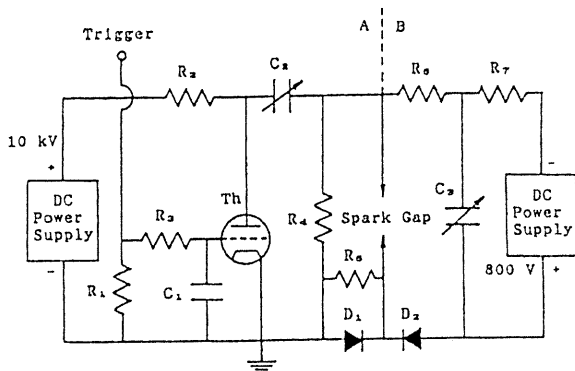 Trigger
A B
R₂
C₂
R₆
R₇
10 kV
+
-
DC
Power
Supply
Th
R₃
R₄
Spark Gap
C₃
DC
Power
Supply
-
R₅
R₁
C₁
800 V
+
D₁
D₂